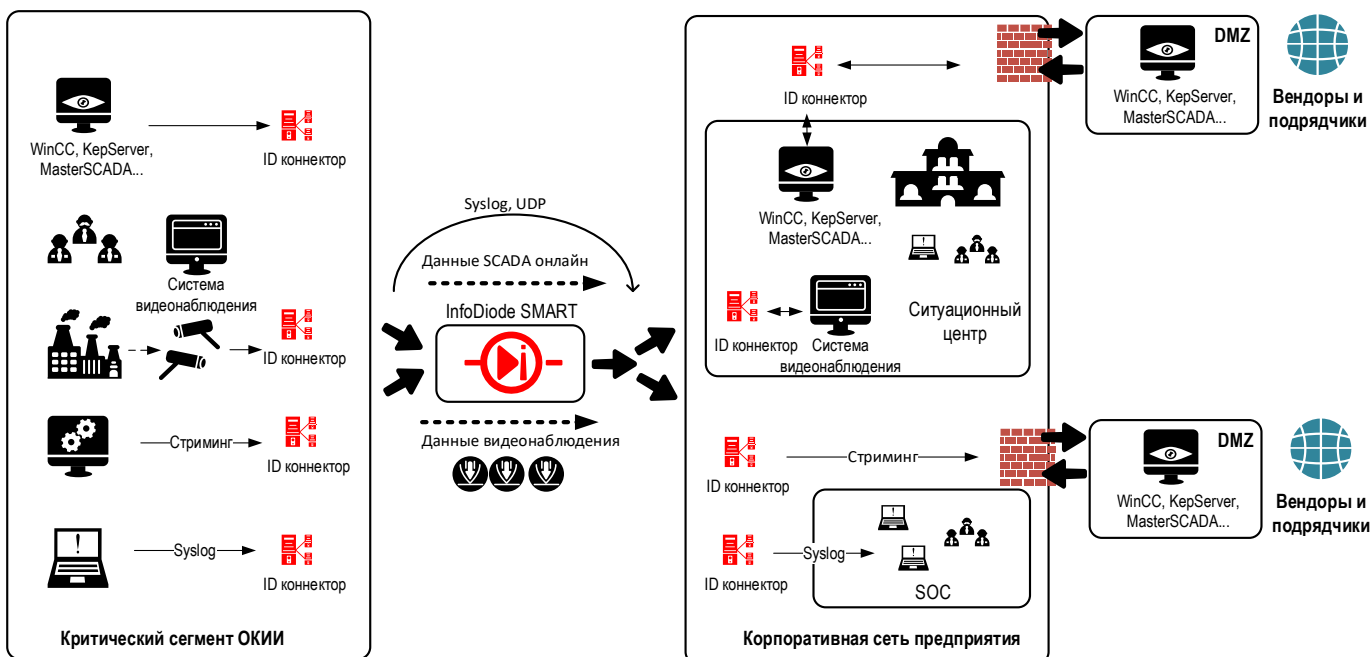 WinCC, KepServer,
MasterSCADA...
ID коннектор
Система
видеонаблюдения
ID коннектор
Стриминг
ID коннектор
Syslog
ID коннектор
Критический сегмент ОКИИ
Syslog, UDP
Данные SCADA онлайн
InfoDiode SMART
Данные видеонаблюдения
ID коннектор
WinCC, KepServer,
MasterSCADA...
ID коннектор
Система
видеонаблюдения
Ситуационный
центр
ID коннектор
Стриминг
ID коннектор
Syslog
SOC
Корпоративная сеть предприятия
DMZ
WinCC, KepServer,
MasterSCADA...
Вендоры и
подрядчики
DMZ
WinCC, KepServer,
MasterSCADA...
Вендоры и
подрядчики